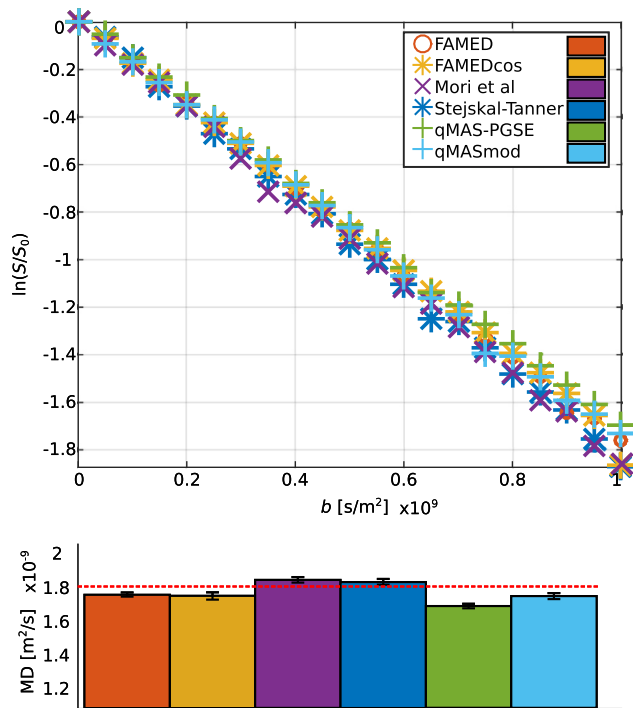 0
-0.2
-0.4
-0.6
-0.8
-1
-1.2
-1.4
-1.6
-1.8
ln(S/S₀)
FAMED
FAMEDcos
Mori et al
Stejskal-Tanner
qMAS-PGSE
qMASmod
0 0.2 0.4 0.6 0.8 1
b [s/m²] x10⁹
MD [m²/s] x10⁻⁹
2
1.8
1.6
1.4
1.2